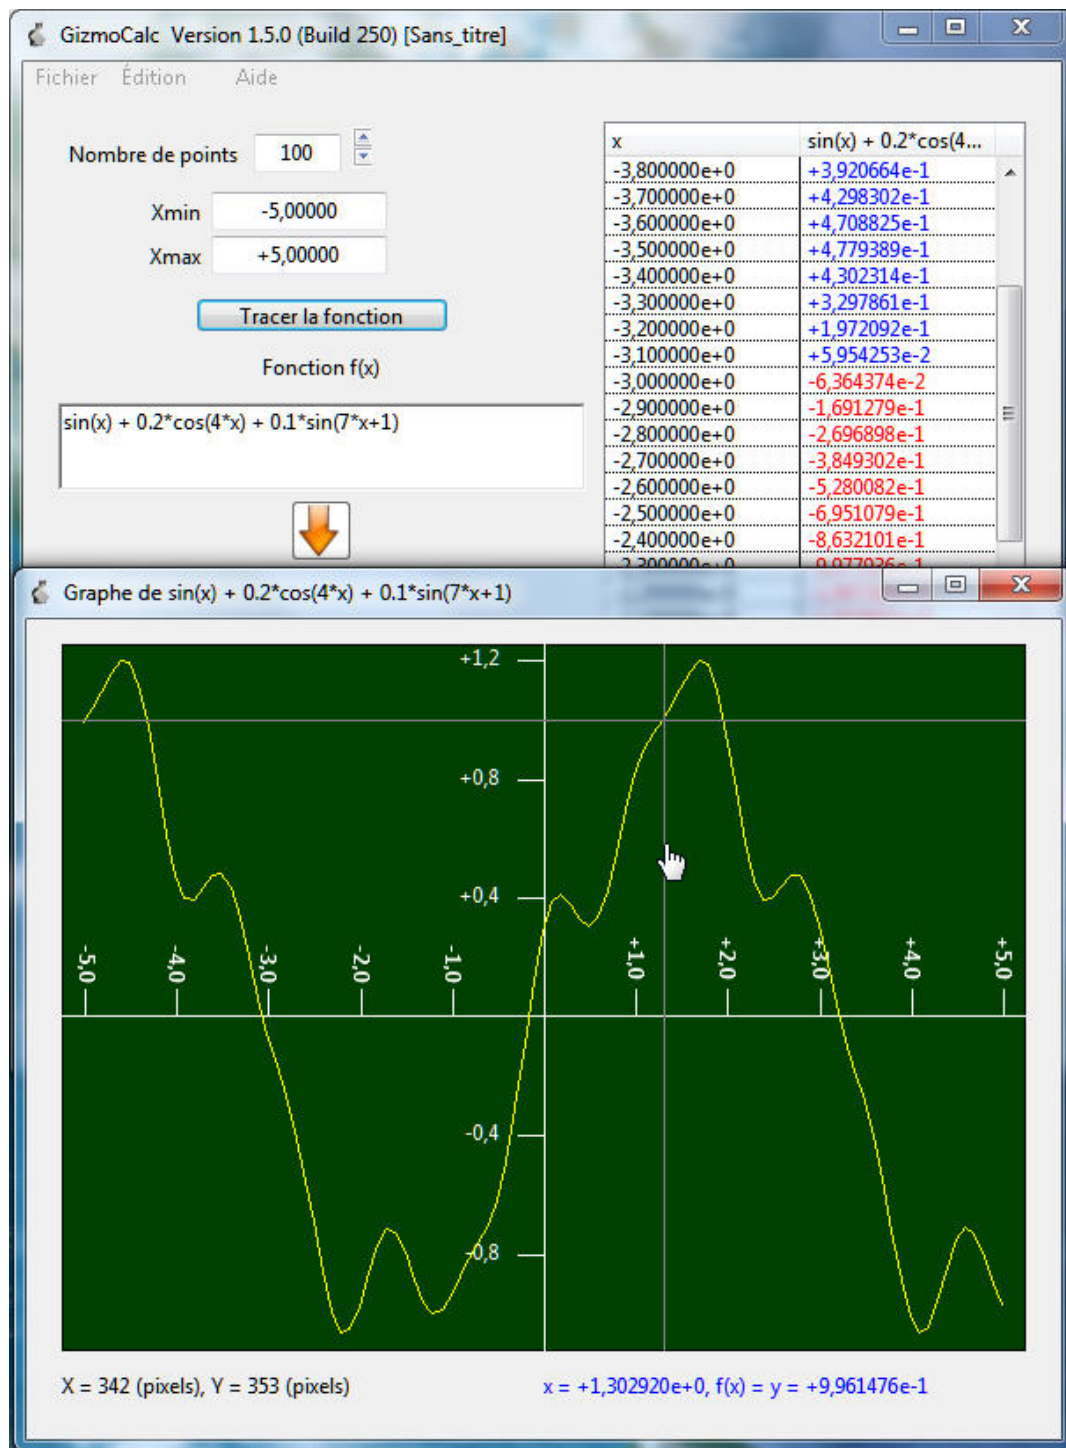 GizmoCalc Version 1.5.0 (Build 250) [Sans_titre]
Fichier Édition Aide
Nombre de points 100
Xmin -5,00000
Xmax +5,00000
Tracer la fonction
Fonction f(x)
sin(x) + 0.2*cos(4*x) + 0.1*sin(7*x+1)
x sin(x) + 0.2*cos(4...
-3,800000e+0 +3,920664e-1
-3,700000e+0 +4,298302e-1
-3,600000e+0 +4,708825e-1
-3,500000e+0 +4,779389e-1
-3,400000e+0 +4,302314e-1
-3,300000e+0 +3,297861e-1
-3,200000e+0 +1,972092e-1
-3,100000e+0 +5,954253e-2
-3,000000e+0 -6,364374e-2
-2,900000e+0 -1,691279e-1
-2,800000e+0 -2,696898e-1
-2,700000e+0 -3,849302e-1
-2,600000e+0 -5,280082e-1
-2,500000e+0 -6,951079e-1
-2,400000e+0 -8,632101e-1
-2,300000e+0 -9,977936e-1
Graphe de sin(x) + 0.2*cos(4*x) + 0.1*sin(7*x+1)
+1,2
+0,8
+0,4
-5,0 -4,0 -3,0 -2,0 -1,0 +1,0 +2,0 +3,0 +4,0 +5,0
-0,4
-0,8
X = 342 (pixels), Y = 353 (pixels)
x = +1,302920e+0, f(x) = y = +9,961476e-1